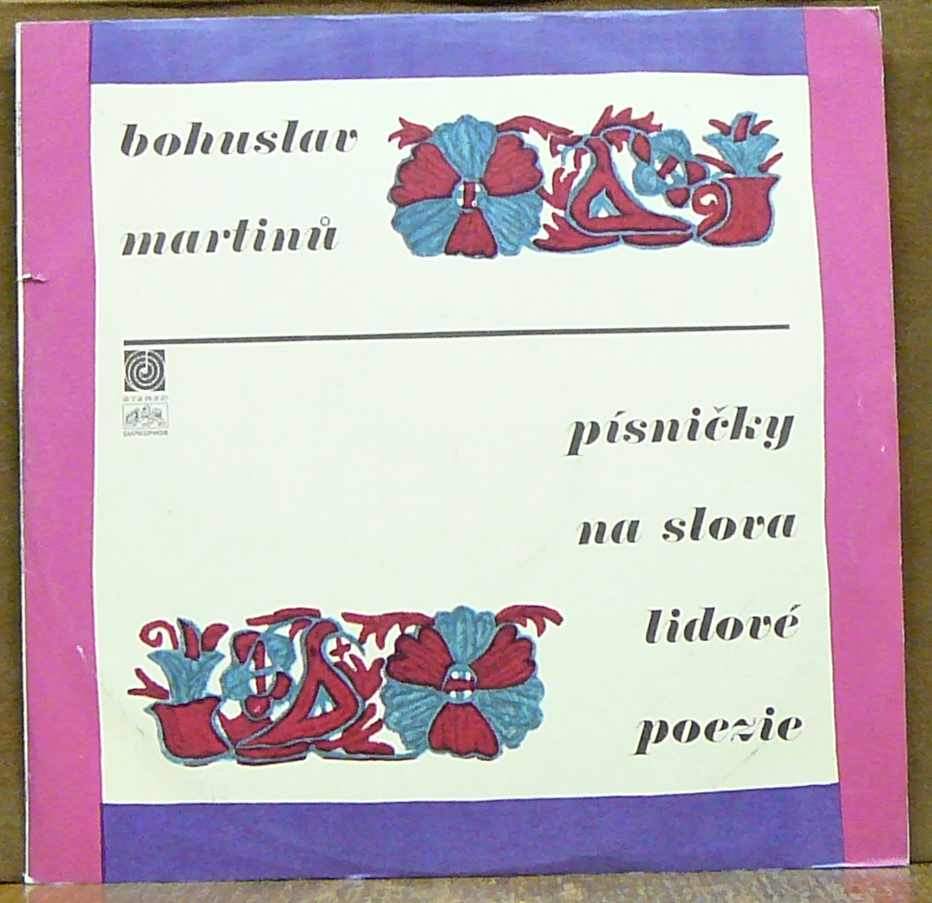 bohuslav
martinů
písničky
na slova
lidové
poezie